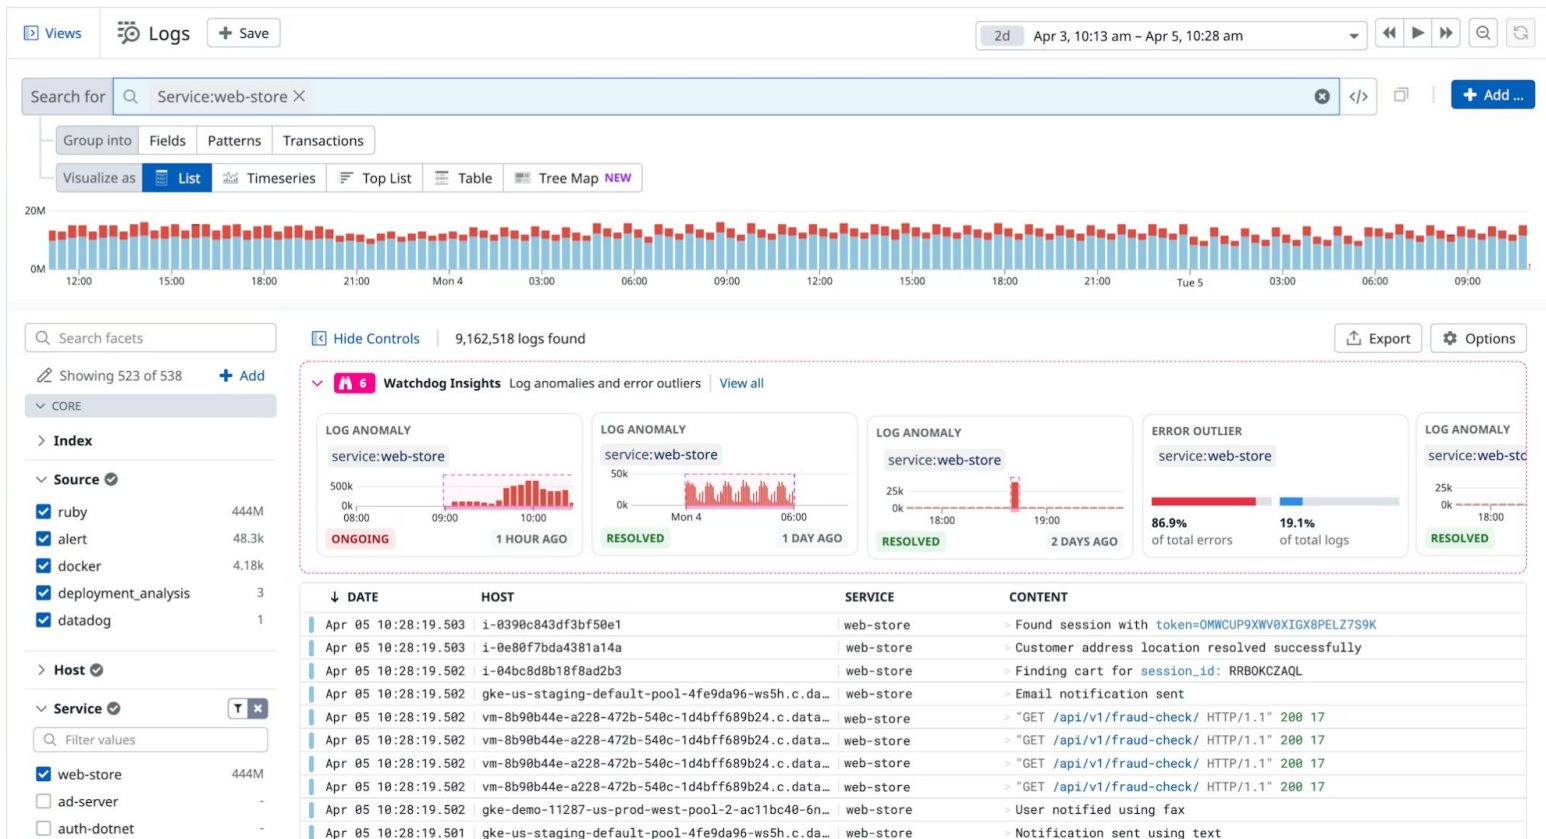 Views Logs + Save 2d Apr 3, 10:13 am – Apr 5, 10:28 am
Search for Service:web-store × </> + Add ...
Group into Fields Patterns Transactions
Visualize as List Timeseries Top List Table Tree Map NEW
20M
0M
12:00 15:00 18:00 21:00 Mon 4 03:00 06:00 09:00 12:00 15:00 18:00 21:00 Tue 5 03:00 06:00 09:00
Search facets
Showing 523 of 538 + Add
CORE
Index
Source
ruby 444M
alert 48.3k
docker 4.18k
deployment_analysis 3
datadog 1
Host
Service
Filter values
web-store 444M
ad-server -
auth-dotnet -
Hide Controls 9,162,518 logs found Export Options
6 Watchdog Insights Log anomalies and error outliers View all
LOG ANOMALY
service:web-store
500k
0k
08:00 09:00 10:00
ONGOING 1 HOUR AGO
LOG ANOMALY
service:web-store
50k
0k
Mon 4 06:00
RESOLVED 1 DAY AGO
LOG ANOMALY
service:web-store
25k
0k
18:00 19:00
RESOLVED 2 DAYS AGO
ERROR OUTLIER
service:web-store
86.9% 19.1%
of total errors of total logs
LOG ANOMALY
service:web-sto
25k
0k
18:00
RESOLVED
↓ DATE HOST SERVICE CONTENT
Apr 05 10:28:19.503 i-0390c843df3bf50e1 web-store > Found session with token=OMWCUP9XWV0XIGX8PELZ7S9K
Apr 05 10:28:19.503 i-0e80f7bda4381a14a web-store > Customer address location resolved successfully
Apr 05 10:28:19.502 i-04bc8d8b18f8ad2b3 web-store > Finding cart for session_id: RRBOKCZAQL
Apr 05 10:28:19.502 gke-us-staging-default-pool-4fe9da96-ws5h.c.da… web-store > Email notification sent
Apr 05 10:28:19.502 vm-8b90b44e-a228-472b-540c-1d4bff689b24.c.data… web-store > "GET /api/v1/fraud-check/ HTTP/1.1" 200 17
Apr 05 10:28:19.502 vm-8b90b44e-a228-472b-540c-1d4bff689b24.c.data… web-store > "GET /api/v1/fraud-check/ HTTP/1.1" 200 17
Apr 05 10:28:19.502 vm-8b90b44e-a228-472b-540c-1d4bff689b24.c.data… web-store > "GET /api/v1/fraud-check/ HTTP/1.1" 200 17
Apr 05 10:28:19.502 vm-8b90b44e-a228-472b-540c-1d4bff689b24.c.data… web-store > "GET /api/v1/fraud-check/ HTTP/1.1" 200 17
Apr 05 10:28:19.502 gke-demo-11287-us-prod-west-pool-2-ac11bc40-6n… web-store > User notified using fax
Apr 05 10:28:19.501 gke-us-staging-default-pool-4fe9da96-ws5h.c.da… web-store > Notification sent using text